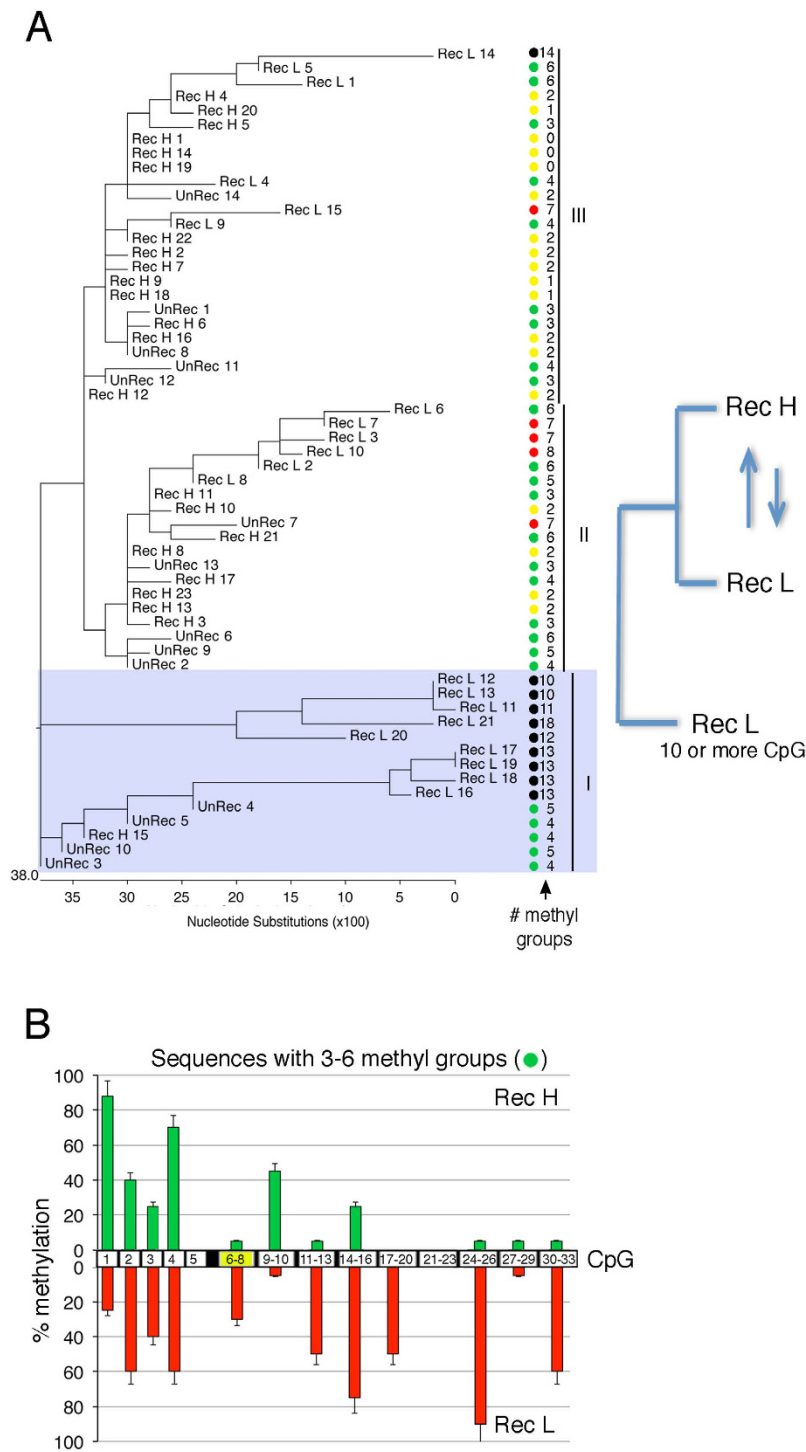 A
Rec L 14 14
Rec L 5 6
Rec L 1 6
Rec H 4 2
Rec H 20 1
Rec H 5 3
Rec H 1 0
Rec H 14 0
Rec H 19 0
Rec L 4 4
UnRec 14 2
Rec L 15 7
III
Rec L 9 4
Rec H 22 2
Rec H 2 2
Rec H 7 2
Rec H 9 1
Rec H 18 1
UnRec 1 3
Rec H 6 3
Rec H 16 2
UnRec 8 2
UnRec 11 4
UnRec 12 3
Rec H 12 2
Rec L 6 6
Rec L 7 7
Rec L 3 7
Rec L 10 8
Rec L 2 6
Rec L 8 5
Rec H 11 3
Rec H 10 2
UnRec 7 7
II
Rec H 21 6
Rec H 8 2
UnRec 13 3
Rec H 17 4
Rec H 23 2
Rec H 13 2
Rec H 3 3
UnRec 6 6
UnRec 9 5
UnRec 2 4
Rec L 12 10
Rec L 13 10
Rec L 11 11
Rec L 21 18
Rec L 20 12
Rec L 17 13
Rec L 19 13
Rec L 18 13
I
Rec L 16 13
UnRec 4 5
UnRec 5 4
Rec H 15 4
UnRec 10 5
UnRec 3 4
38.0
35 30 25 20 15 10 5 0
Nucleotide Substitutions (x100)
# methyl
groups
Rec H
Rec L
Rec L
10 or more CpG
B
Sequences with 3-6 methyl groups ( )
100
Rec H
80
60
40
20
0
1 2 3 4 5 6-8 9-10 11-13 14-16 17-20 21-23 24-26 27-29 30-33 CpG
0
20
40
60
80
100
Rec L
% methylation